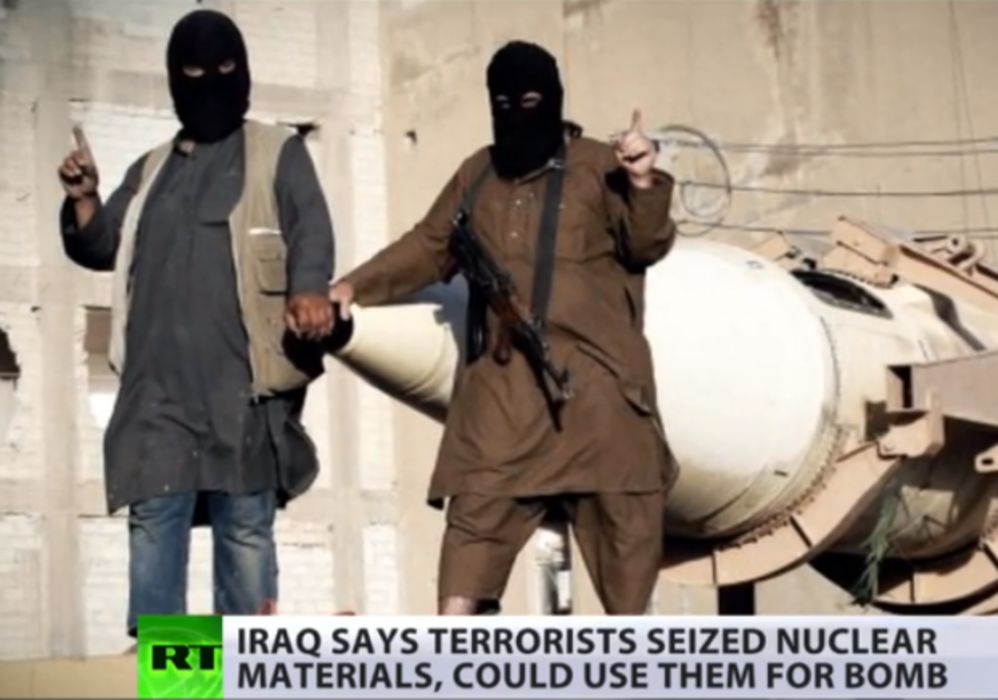 RT
IRAQ SAYS TERRORISTS SEIZED NUCLEAR
MATERIALS, COULD USE THEM FOR BOMB